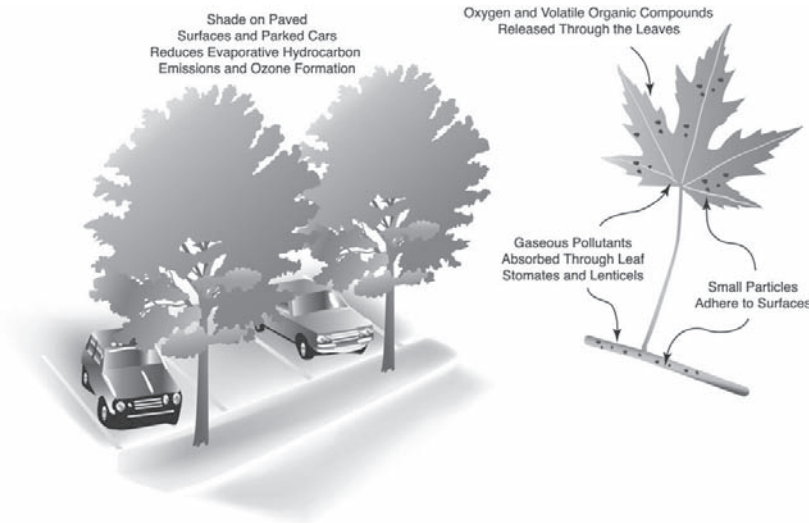 Shade on Paved
Surfaces and Parked Cars
Reduces Evaporative Hydrocarbon
Emissions and Ozone Formation
Oxygen and Volatile Organic Compounds
Released Through the Leaves
Gaseous Pollutants
Absorbed Through Leaf
Stomates and Lenticels
Small Particles
Adhere to Surfaces